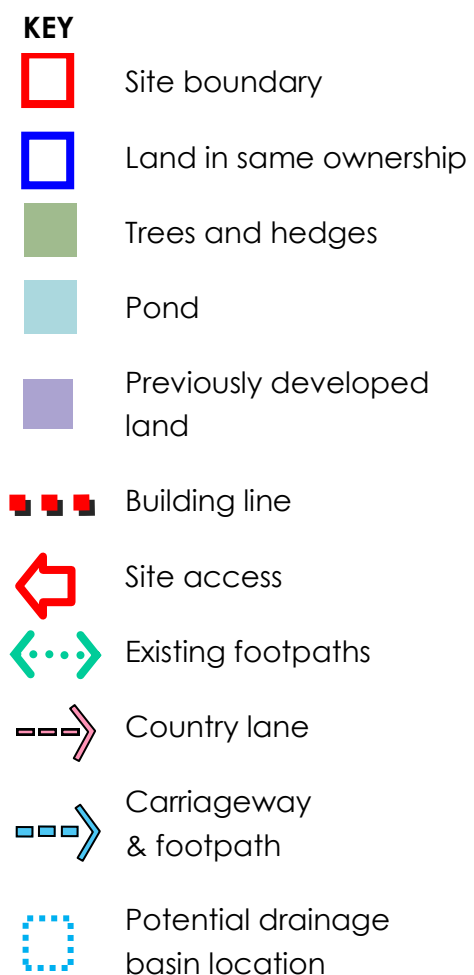 KEY
Site boundary
Land in same ownership
Trees and hedges
Pond
Previously developed
land
Building line
Site access
Existing footpaths
Country lane
Carriageway
& footpath
Potential drainage
basin location